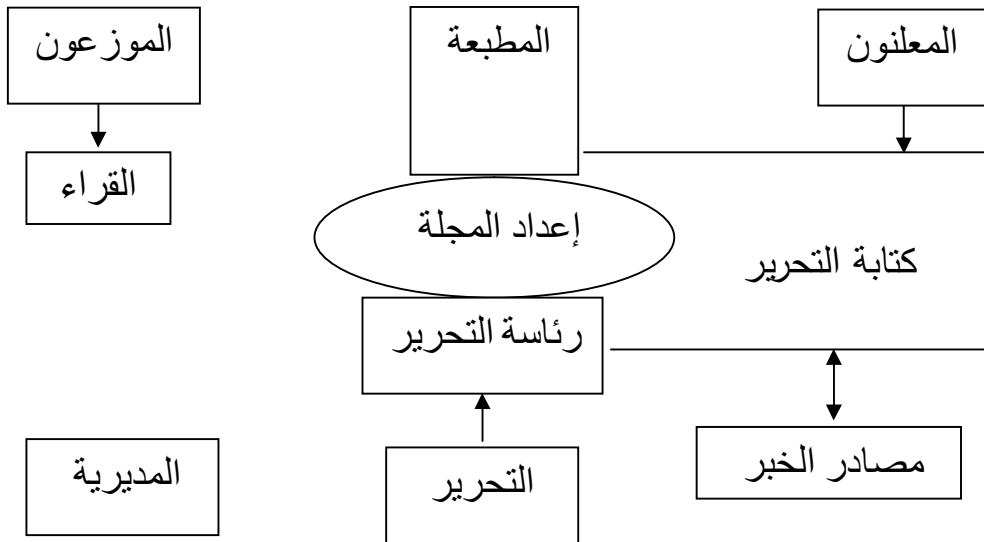 المعلنون
المطبعة
الموزعون
القراء
إعداد المجلة
كتابة التحرير
رئاسة التحرير
مصادر الخبر
التحرير
المديرية